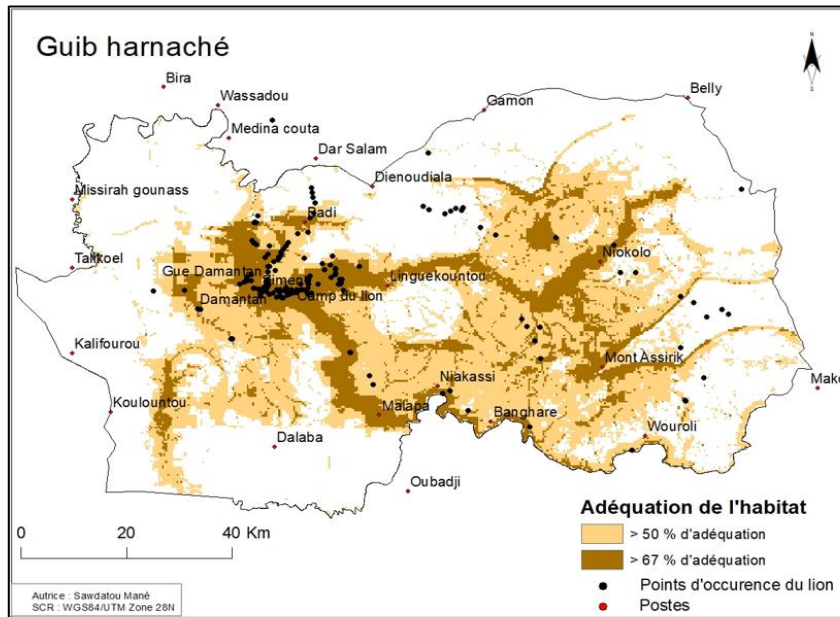 Guib harnaché
N
S
Bira
Wassadou
Belly
Gamon
Medina couta
Dar Salam
Dienoudiala
Missirah gounass
Badi
Niokolo
Gue Damantan
Linguekountou
Damantan
Camp du lion
Kalifourou
Mont Assirik
Niakassi
Mako
Koulountou
Malapa
Banghare
Wouroli
Dalaba
Oubadji
Adéquation de l'habitat
> 50 % d'adéquation
> 67 % d'adéquation
Points d'occurence du lion
Postes
0 20 40 Km
Autrice : Sawdatou Mané
SCR : WGS84/UTM Zone 28N